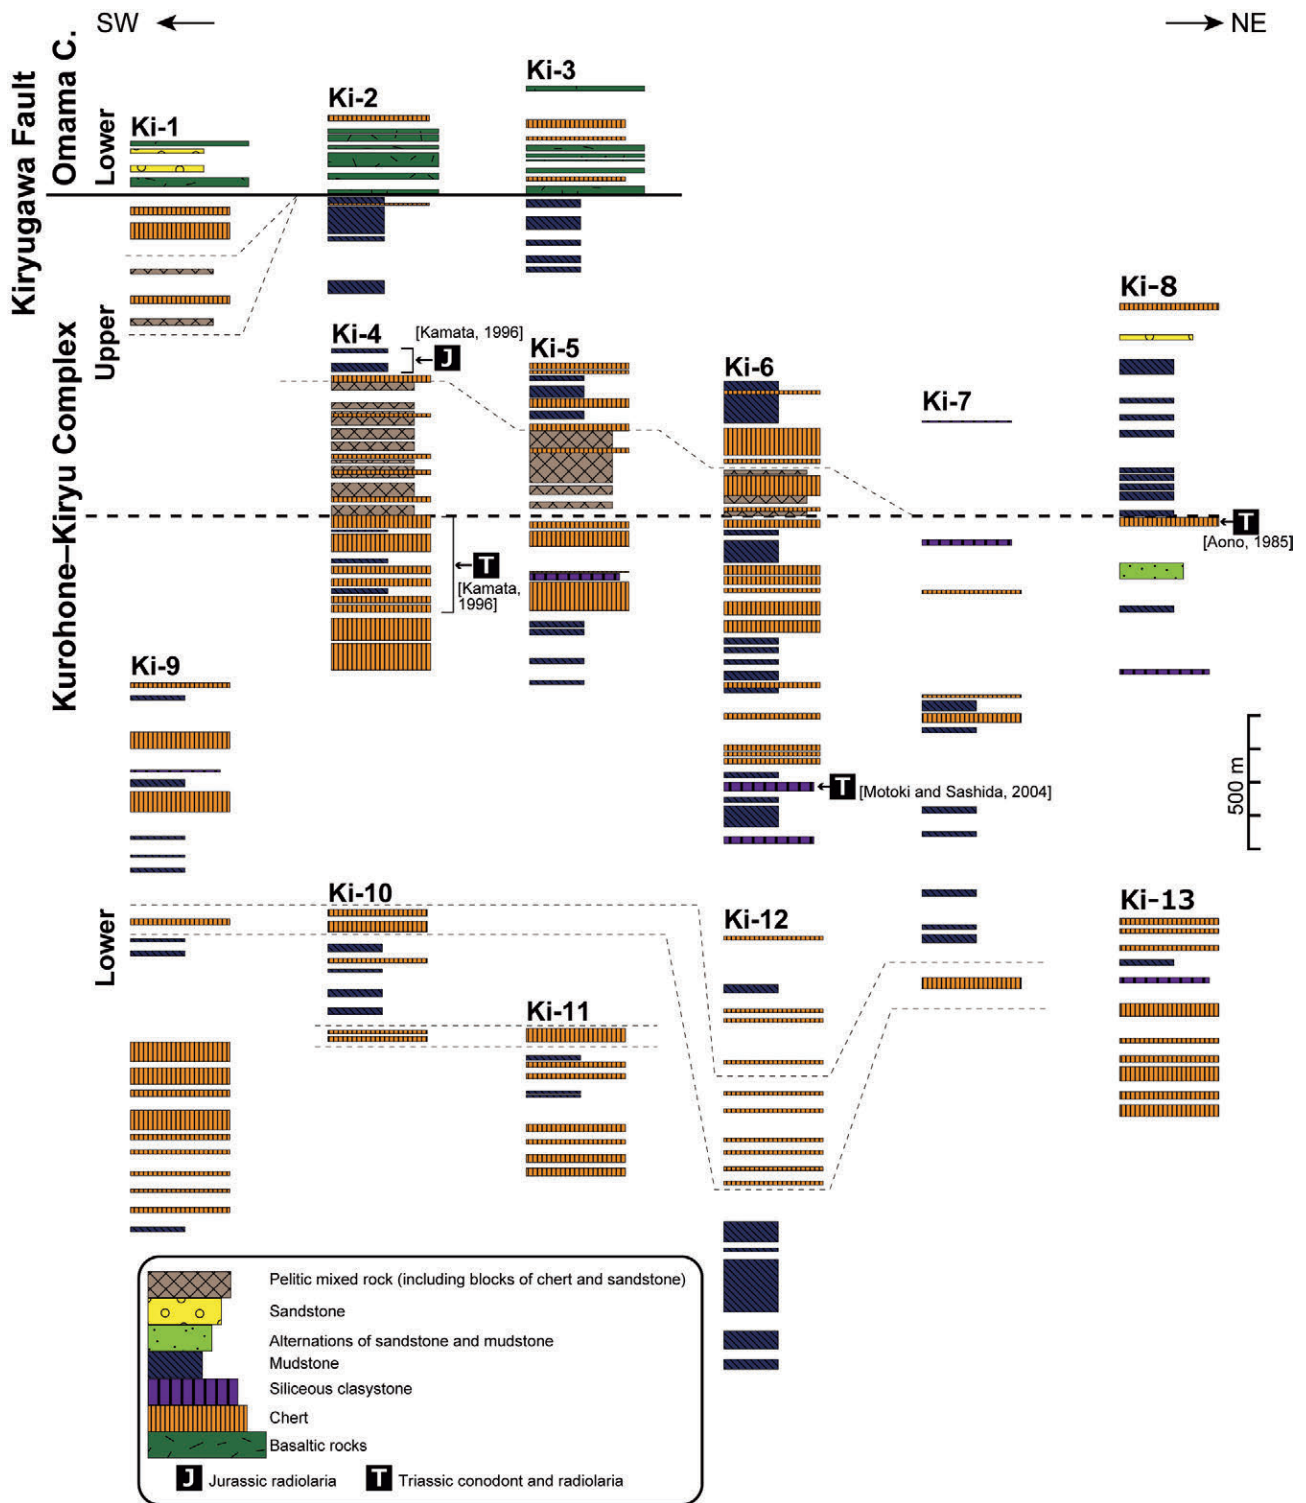 SW
NE
Kiryugawa Fault
Omama C.
Lower
Ki-1
Ki-2
Ki-3
Kurohone–Kiryu Complex
Upper
Ki-4
[Kamata, 1996]
J
Ki-5
Ki-6
Ki-7
Ki-8
T
[Kamata,
1996]
T
[Aono, 1985]
Ki-9
T
[Motoki and Sashida, 2004]
500 m
Lower
Ki-10
Ki-11
Ki-12
Ki-13
Pelitic mixed rock (including blocks of chert and sandstone)
Sandstone
Alternations of sandstone and mudstone
Mudstone
Siliceous clasystone
Chert
Basaltic rocks
J Jurassic radiolaria
T Triassic conodont and radiolaria